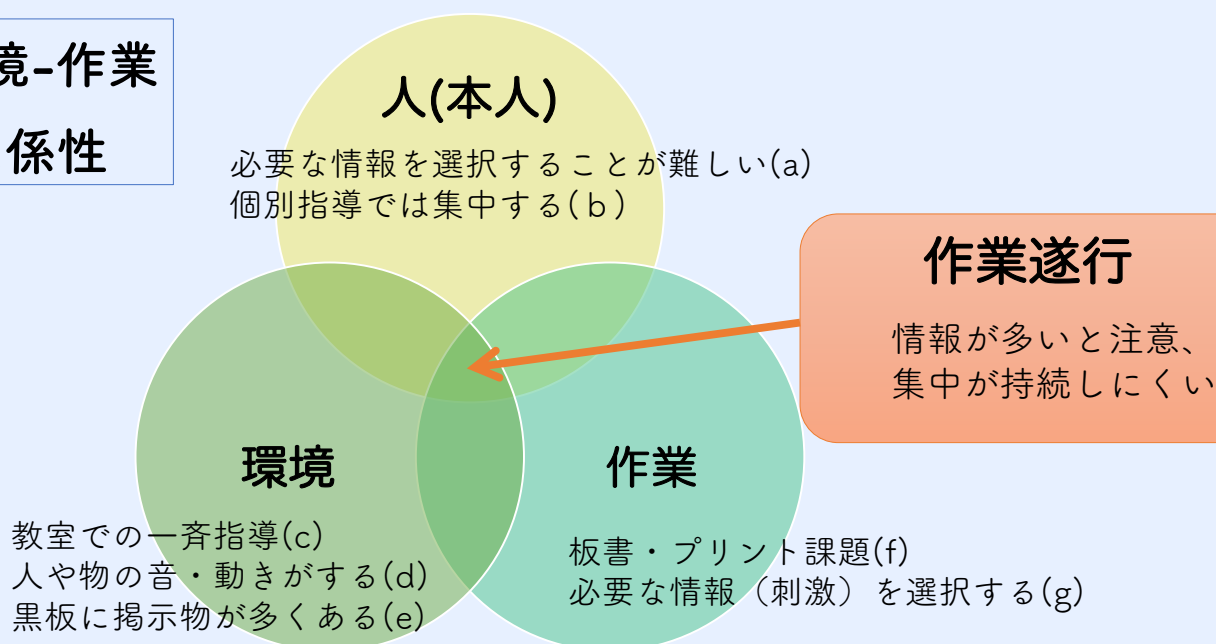 境-作業
係性
人(本人)
必要な情報を選択することが難しい(a)
個別指導では集中する(ｂ)
作業遂行
情報が多いと注意、
集中が持続しにくい
環境
教室での一斉指導(c)
人や物の音・動きがする(d)
黒板に掲示物が多くある(e)
作業
板書・プリント課題(f)
必要な情報（刺激）を選択する(g)